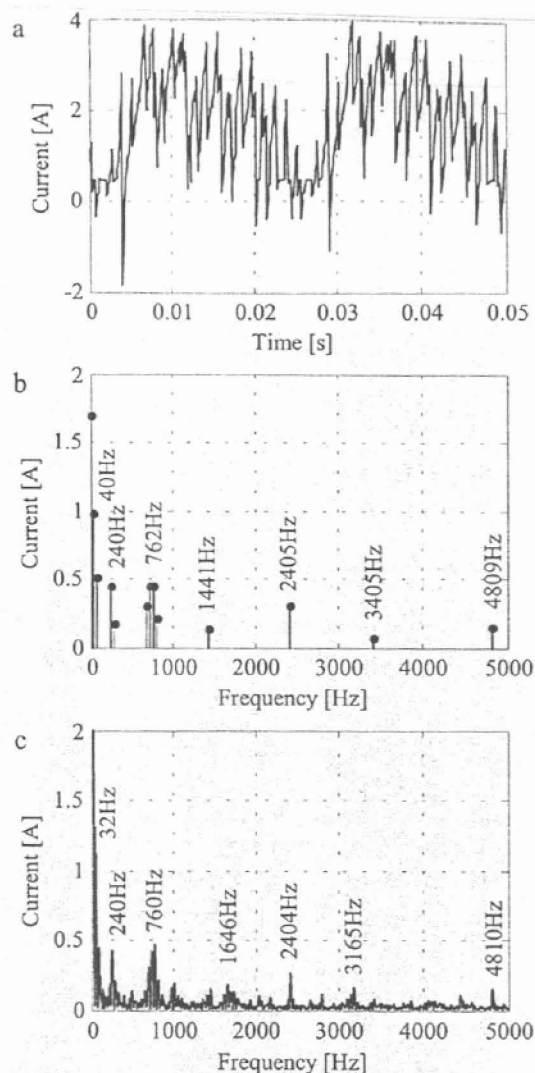 a
4
2
0
-2
Current [A]
0 0.01 0.02 0.03 0.04 0.05
Time [s]
b
2
1.5
1
0.5
0
Current [A]
40Hz
240Hz
762Hz
1441Hz
2405Hz
3405Hz
4809Hz
0 1000 2000 3000 4000 5000
Frequency [Hz]
c
2
1.5
1
0.5
0
Current [A]
32Hz
240Hz
760Hz
1646Hz
2404Hz
3165Hz
4810Hz
0 1000 2000 3000 4000 5000
Frequency [Hz]